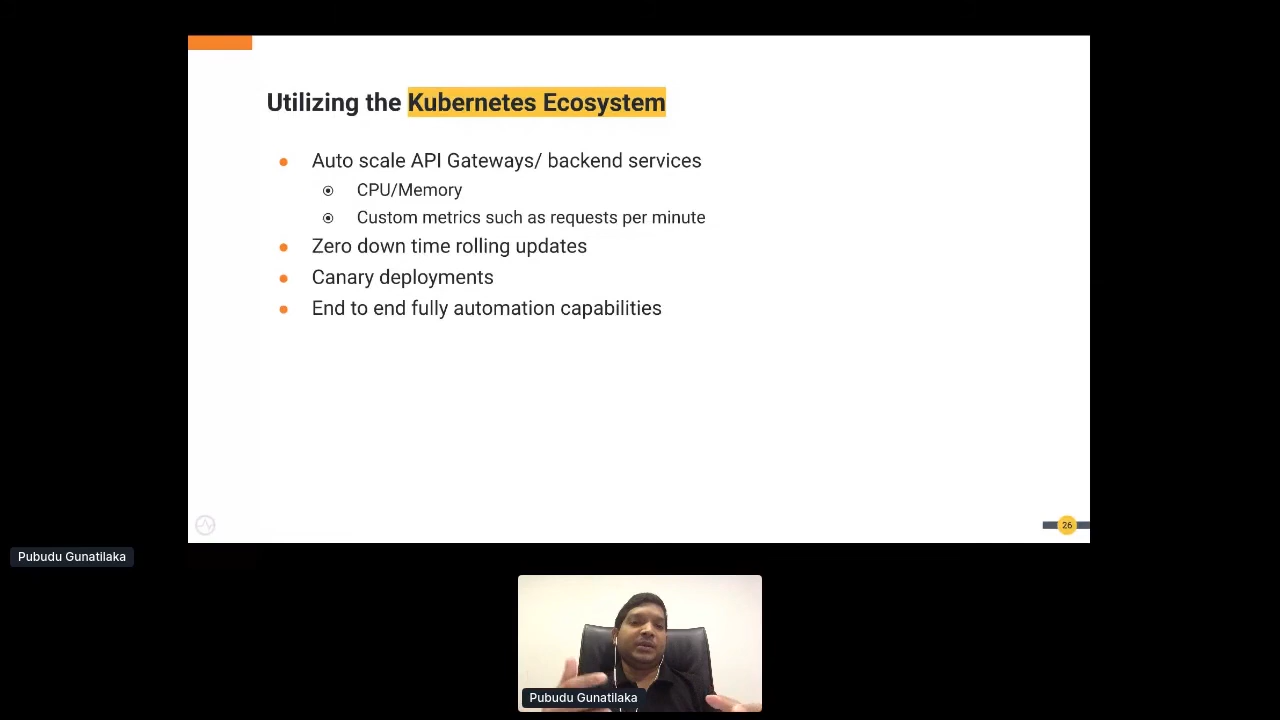 Utilizing the Kubernetes Ecosystem
Auto scale API Gateways/ backend services
CPU/Memory
Custom metrics such as requests per minute
Zero down time rolling updates
Canary deployments
End to end fully automation capabilities
26
Pubudu Gunatilaka
Pubudu Gunatilaka